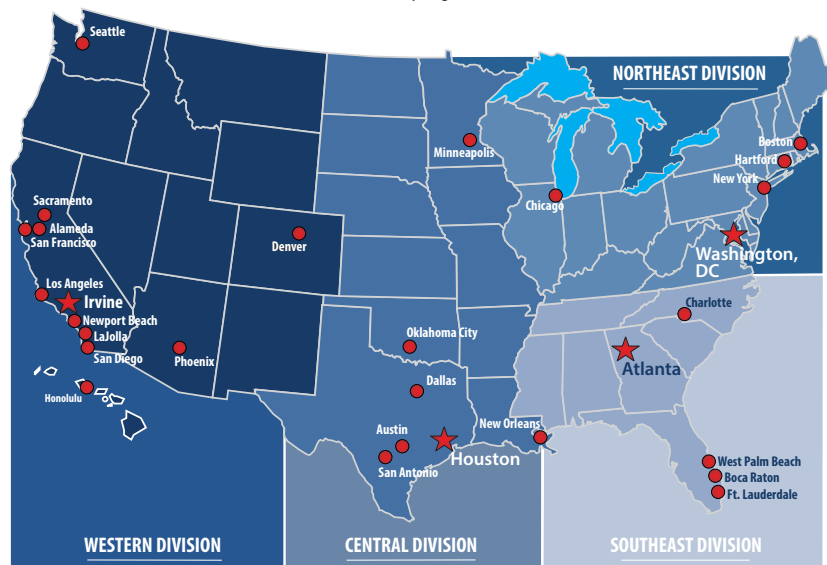 Seattle
NORTHEAST DIVISION
Boston
Minneapolis
Hartford
New York
Chicago
Sacramento
Alameda
San Francisco
Denver
Washington,
DC
Los Angeles
Irvine
Newport Beach
LaJolla
San Diego
Phoenix
Honolulu
Charlotte
Oklahoma City
Atlanta
Dallas
New Orleans
Austin
Houston
San Antonio
West Palm Beach
Boca Raton
Ft. Lauderdale
WESTERN DIVISION
CENTRAL DIVISION
SOUTHEAST DIVISION